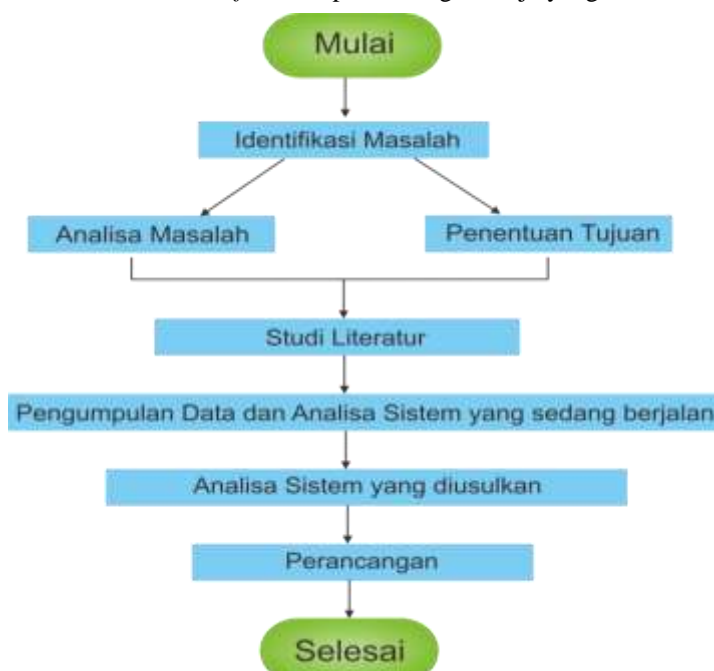 Mulai
Identifikasi Masalah
Analisa Masalah
Penentuan Tujuan
Studi Literatur
Pengumpulan Data dan Analisa Sistem yang sedang berjalan
Analisa Sistem yang diusulkan
Perancangan
Selesai